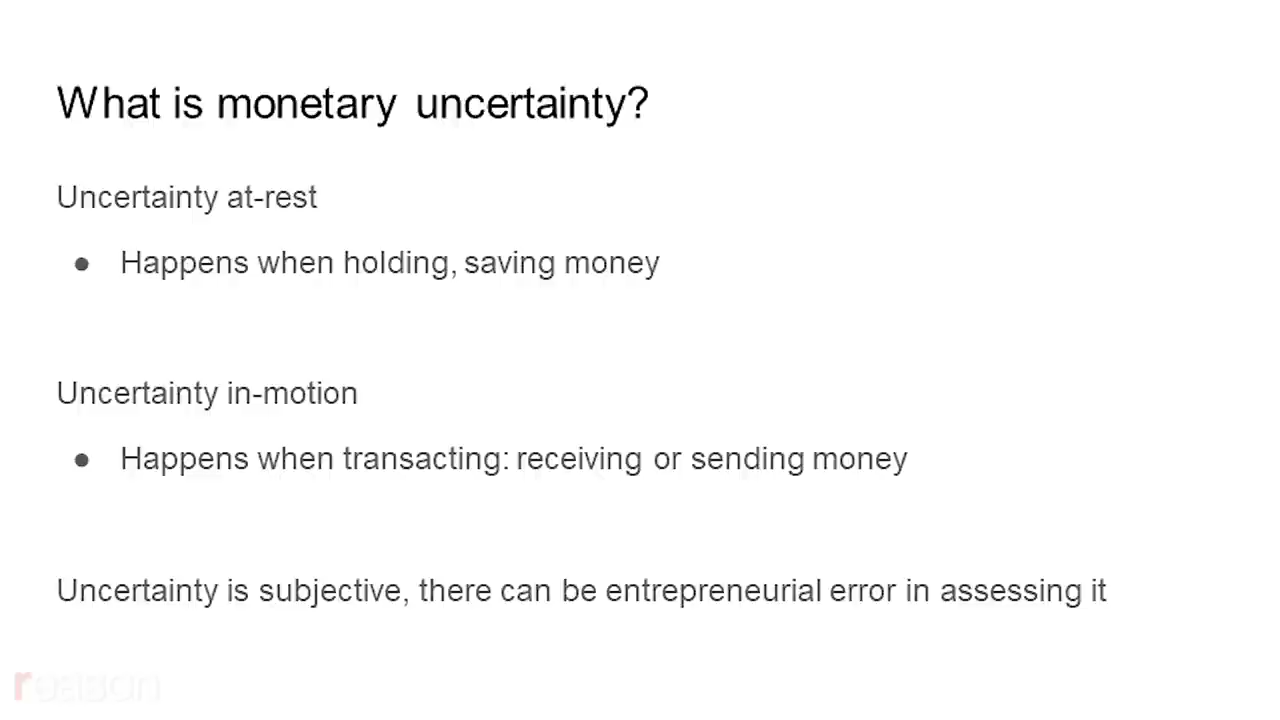 What is monetary uncertainty?
Uncertainty at-rest
● Happens when holding, saving money
Uncertainty in-motion
● Happens when transacting: receiving or sending money
Uncertainty is subjective, there can be entrepreneurial error in assessing it
reason